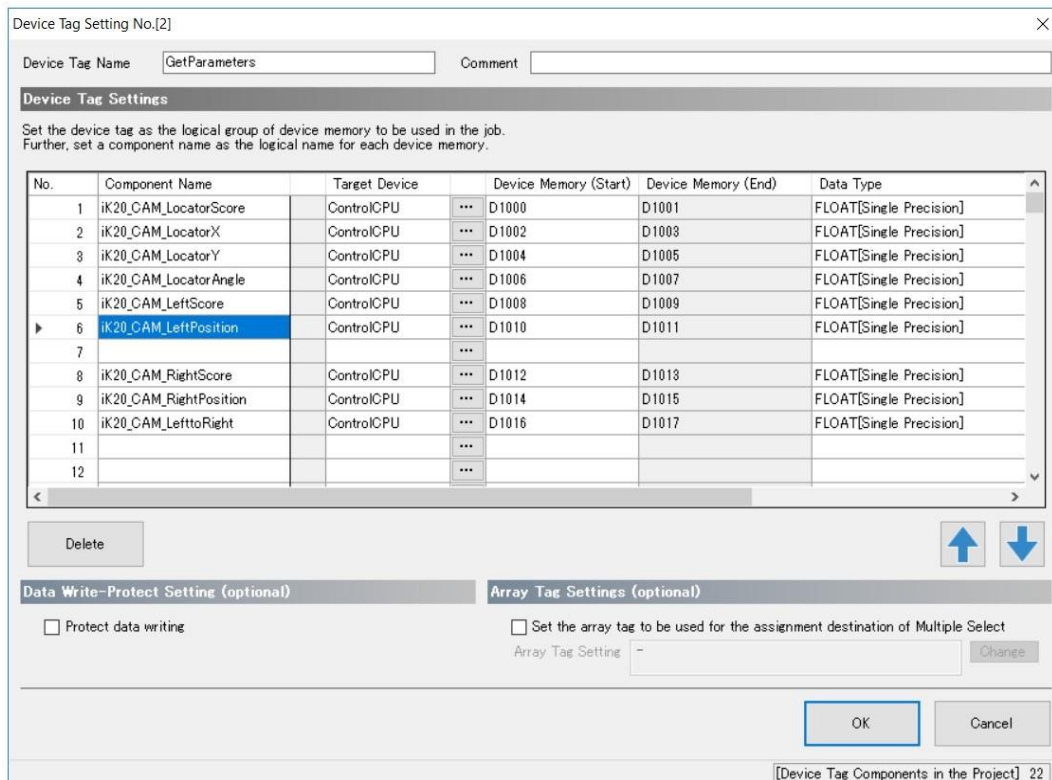 Device Tag Setting No.[2]
Device Tag Name GetParameters Comment
Device Tag Settings
Set the device tag as the logical group of device memory to be used in the job.
Further, set a component name as the logical name for each device memory.
No. Component Name Target Device Device Memory (Start) Device Memory (End) Data Type
1 iK20_CAM_LocatorScore ControlCPU ... D1000 D1001 FLOAT[Single Precision]
2 iK20_CAM_LocatorX ControlCPU ... D1002 D1003 FLOAT[Single Precision]
3 iK20_CAM_LocatorY ControlCPU ... D1004 D1005 FLOAT[Single Precision]
4 iK20_CAM_LocatorAngle ControlCPU ... D1006 D1007 FLOAT[Single Precision]
5 iK20_CAM_LeftScore ControlCPU ... D1008 D1009 FLOAT[Single Precision]
6 iK20_CAM_LeftPosition ControlCPU ... D1010 D1011 FLOAT[Single Precision]
7 ...
8 iK20_CAM_RightScore ControlCPU ... D1012 D1013 FLOAT[Single Precision]
9 iK20_CAM_RightPosition ControlCPU ... D1014 D1015 FLOAT[Single Precision]
10 iK20_CAM_LefttoRight ControlCPU ... D1016 D1017 FLOAT[Single Precision]
11 ...
12 ...
Delete
Data Write-Protect Setting (optional) Array Tag Settings (optional)
Protect data writing Set the array tag to be used for the assignment destination of Multiple Select
Array Tag Setting - Change
OK Cancel
[Device Tag Components in the Project] 22